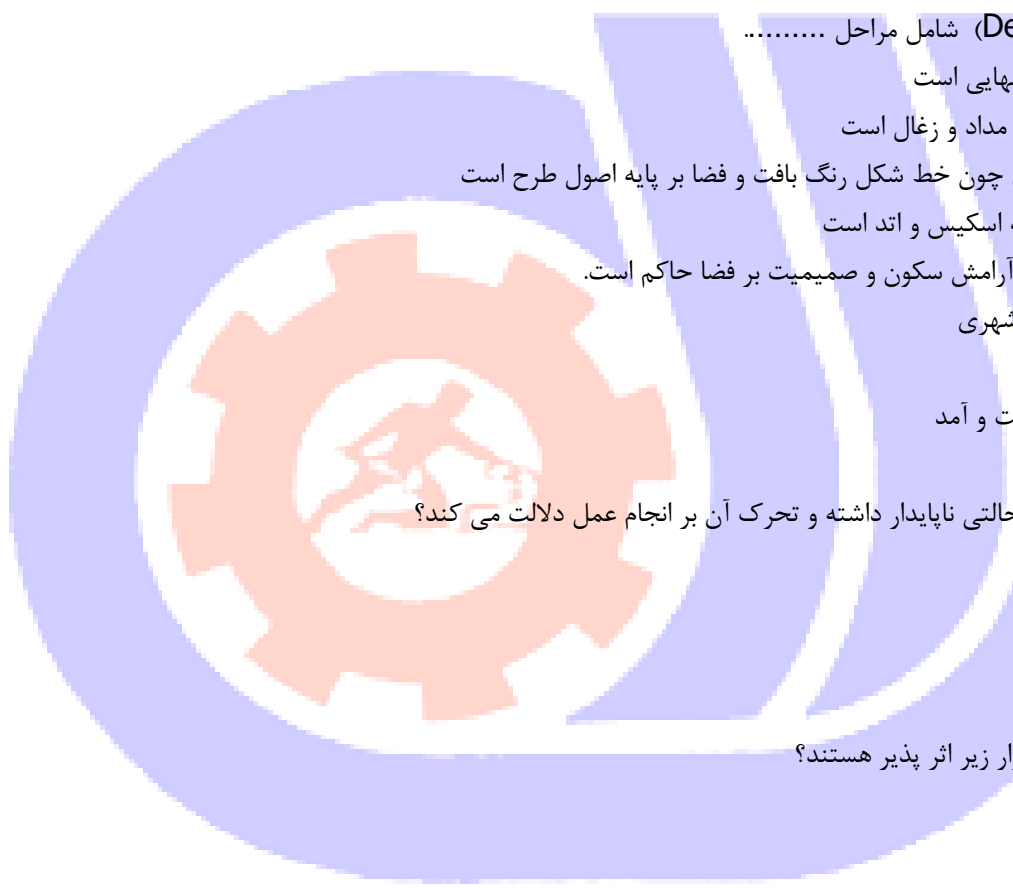 De) شامل مراحل ..........
نهایی است
مداد و زغال است
چون خط شکل رنگ بافت و فضا بر پایه اصول طرح است
اسکیس و اتد است
آرامش سکون و صمیمیت بر فضا حاکم است.
شهری
ت و آمد
حالتی ناپایدار داشته و تحرک آن بر انجام عمل دلالت می کند؟
زیر اثر پذیر هستند؟